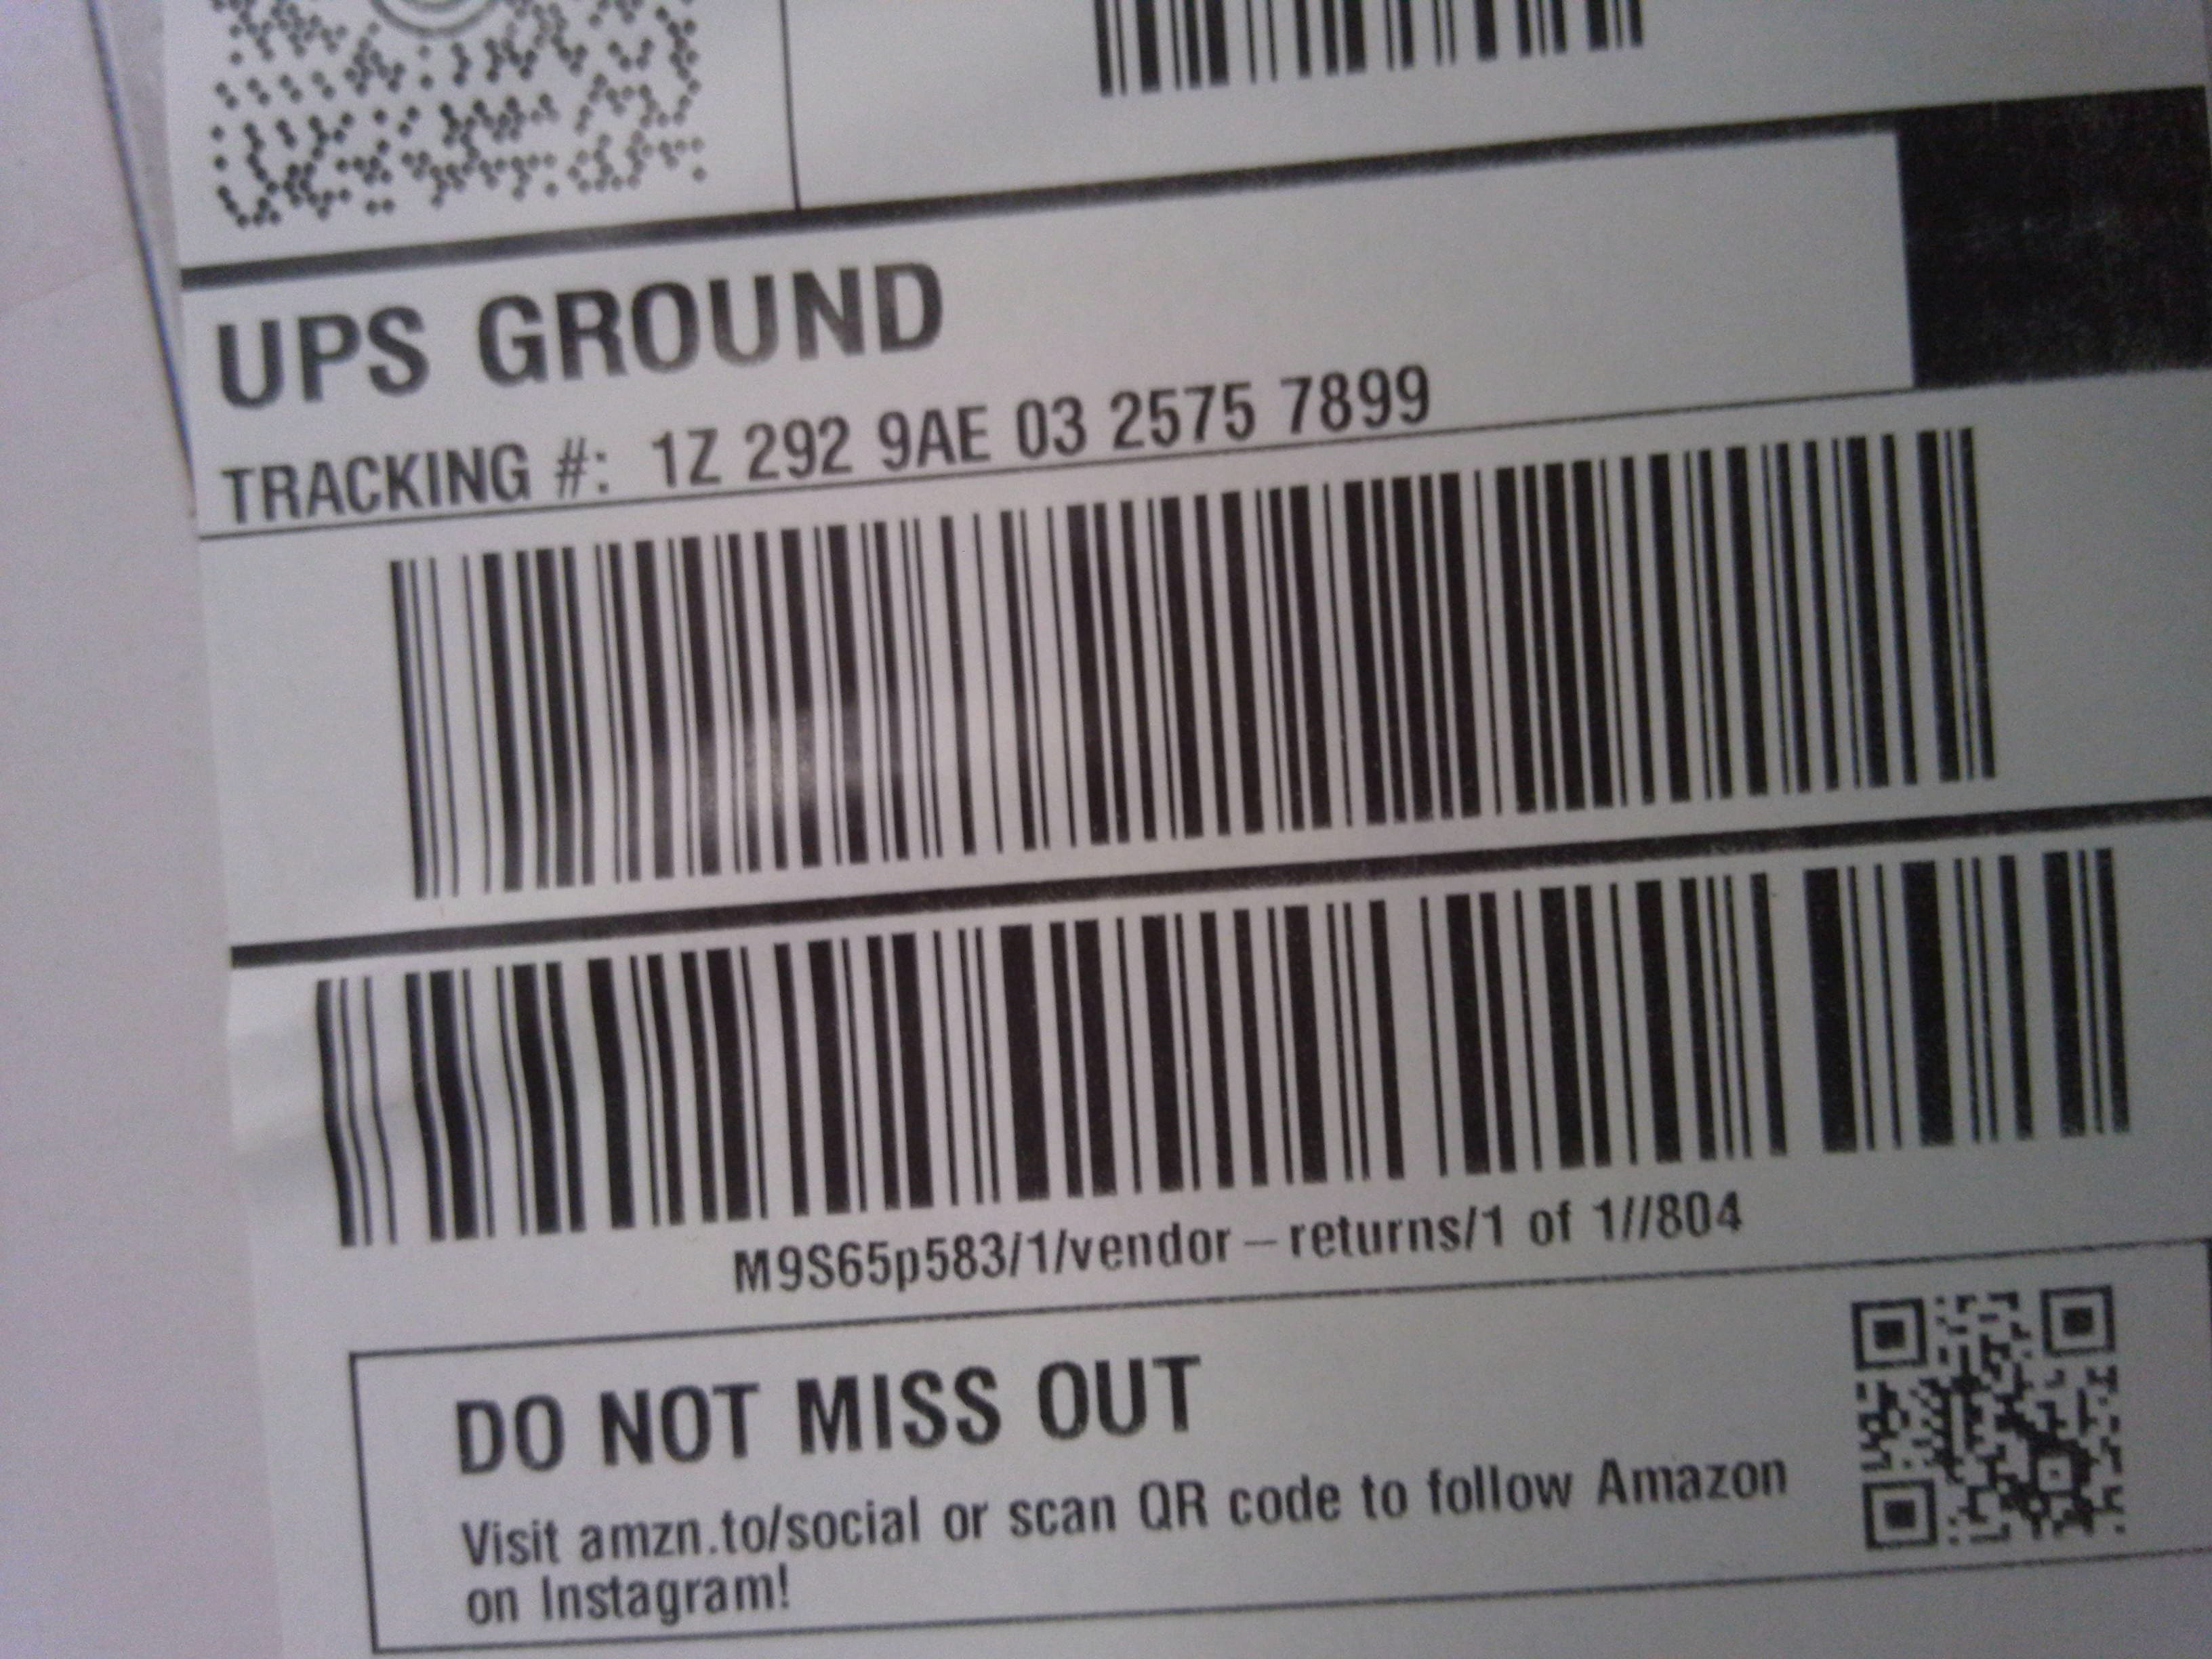 UPS GROUND
TRACKING #: 1Z 292 9AE 03 2575 7899
M9S65p583/1/vendor-returns/1 of 1//804
DO NOT MISS OUT
Visit amzn.to/social or scan QR code to follow Amazon
on Instagram!